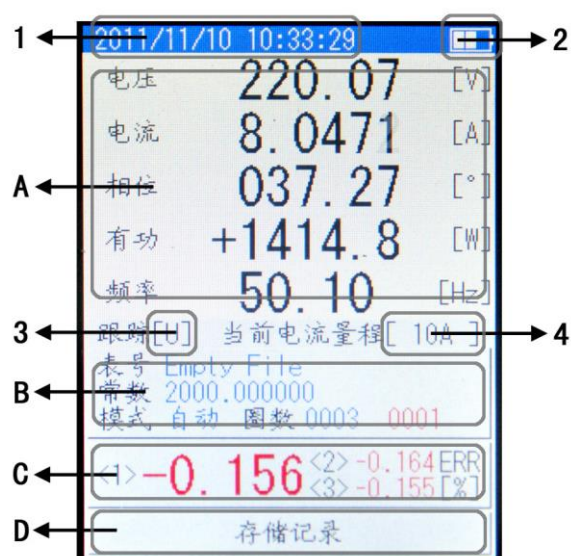 1 2011/11/10 10:33:29 2
电压 220.07 [V]
电流 8.0471 [A]
A 相位 037.27 [°]
有功 +1414.8 [W]
频率 50.10 [Hz]
3 跟踪[U] 当前电流量程[ 10A ] 4
表号 Empty File
B 常数 2000.000000
模式 自动 圈数 0003 0001
C <1> -0.156 <2> -0.164 ERR
<3> -0.155 [%]
D 存储记录